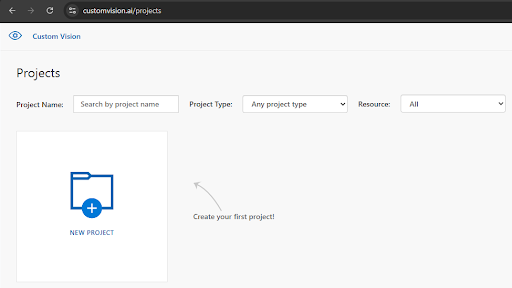 customvision.ai/projects
Custom Vision
Projects
Project Name: Search by project name Project Type: Any project type Resource: All
Create your first project!
NEW PROJECT